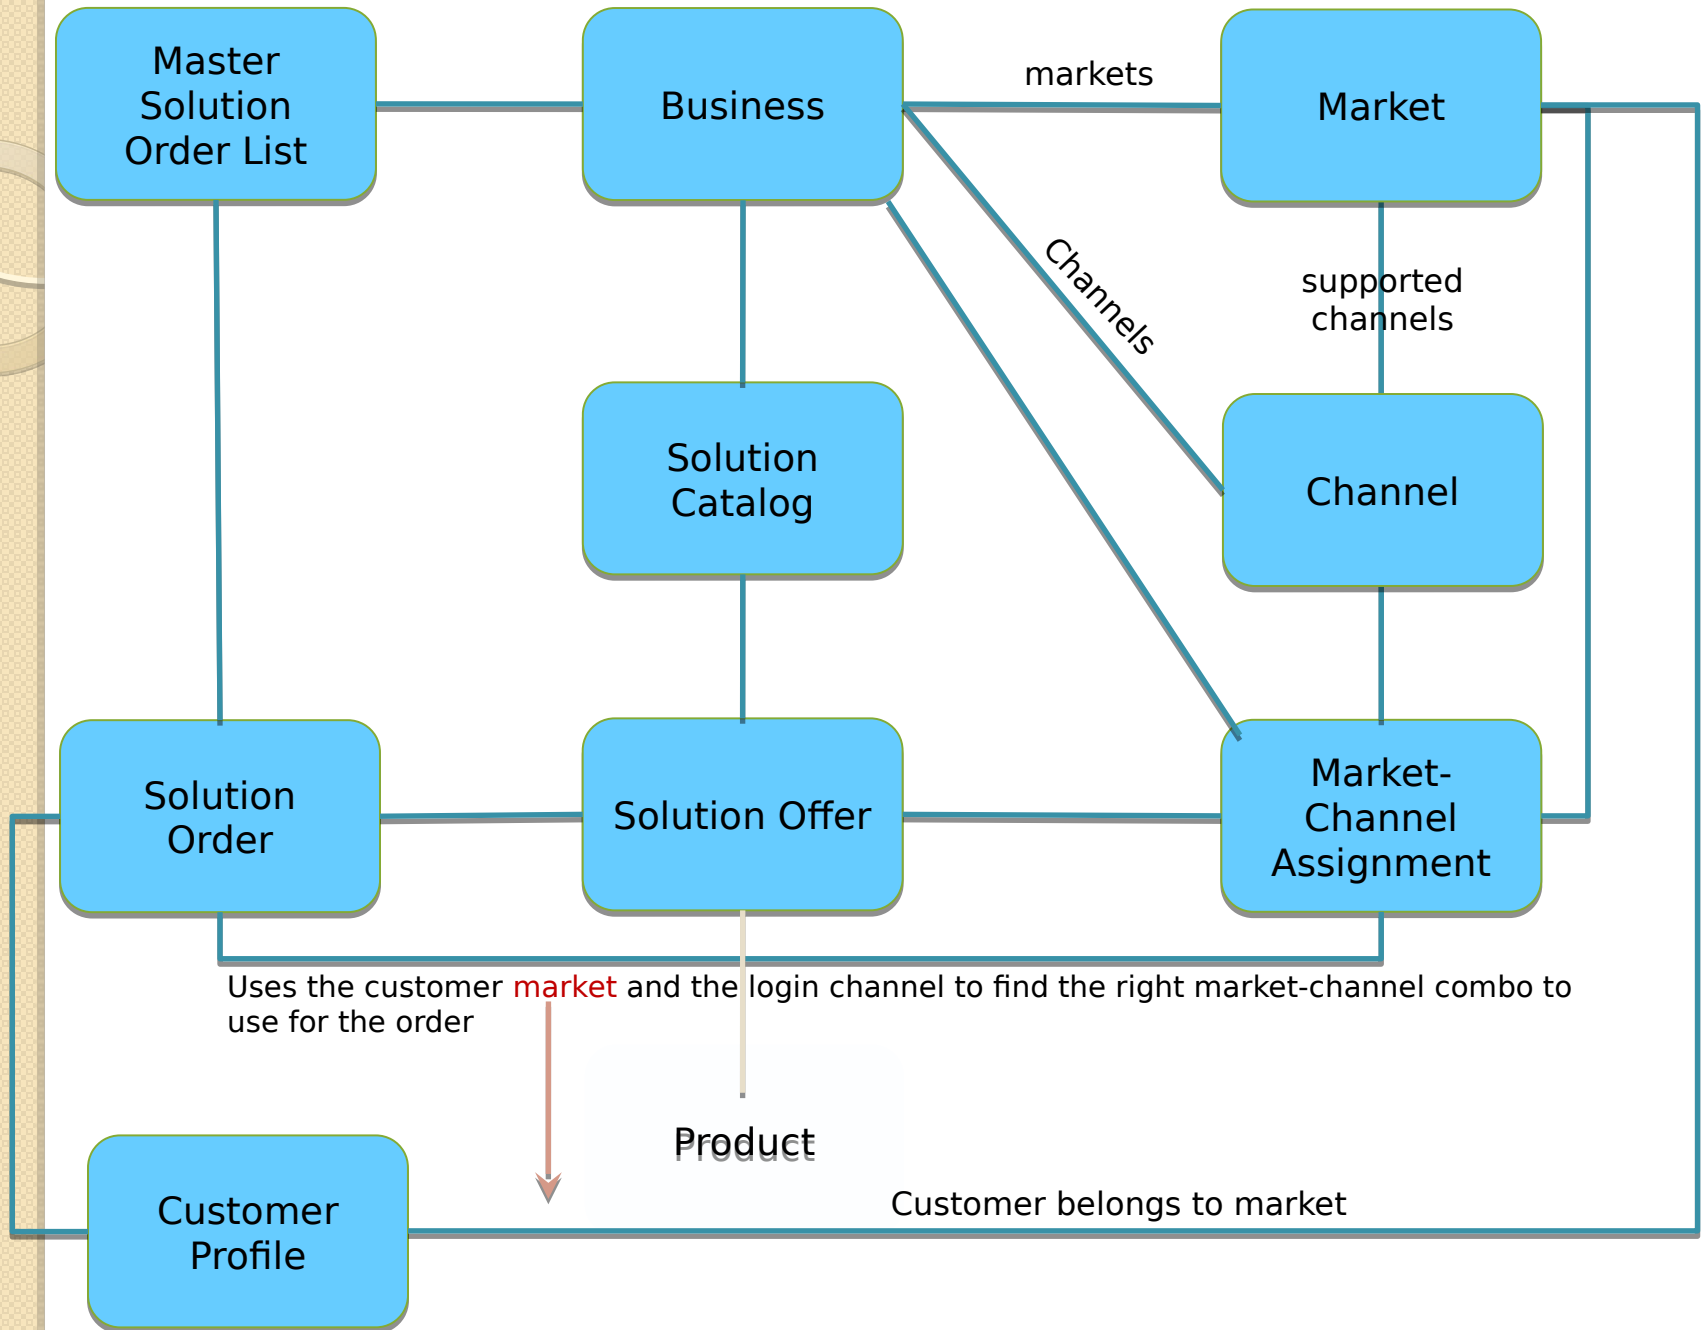 Master
Solution
Order List
Business
markets
Market
Channels
supported
channels
Solution
Catalog
Channel
Solution
Order
Solution Offer
Market-
Channel
Assignment
Uses the customer market and the login channel to find the right market-channel combo to
use for the order
Product
Customer belongs to market
Customer
Profile